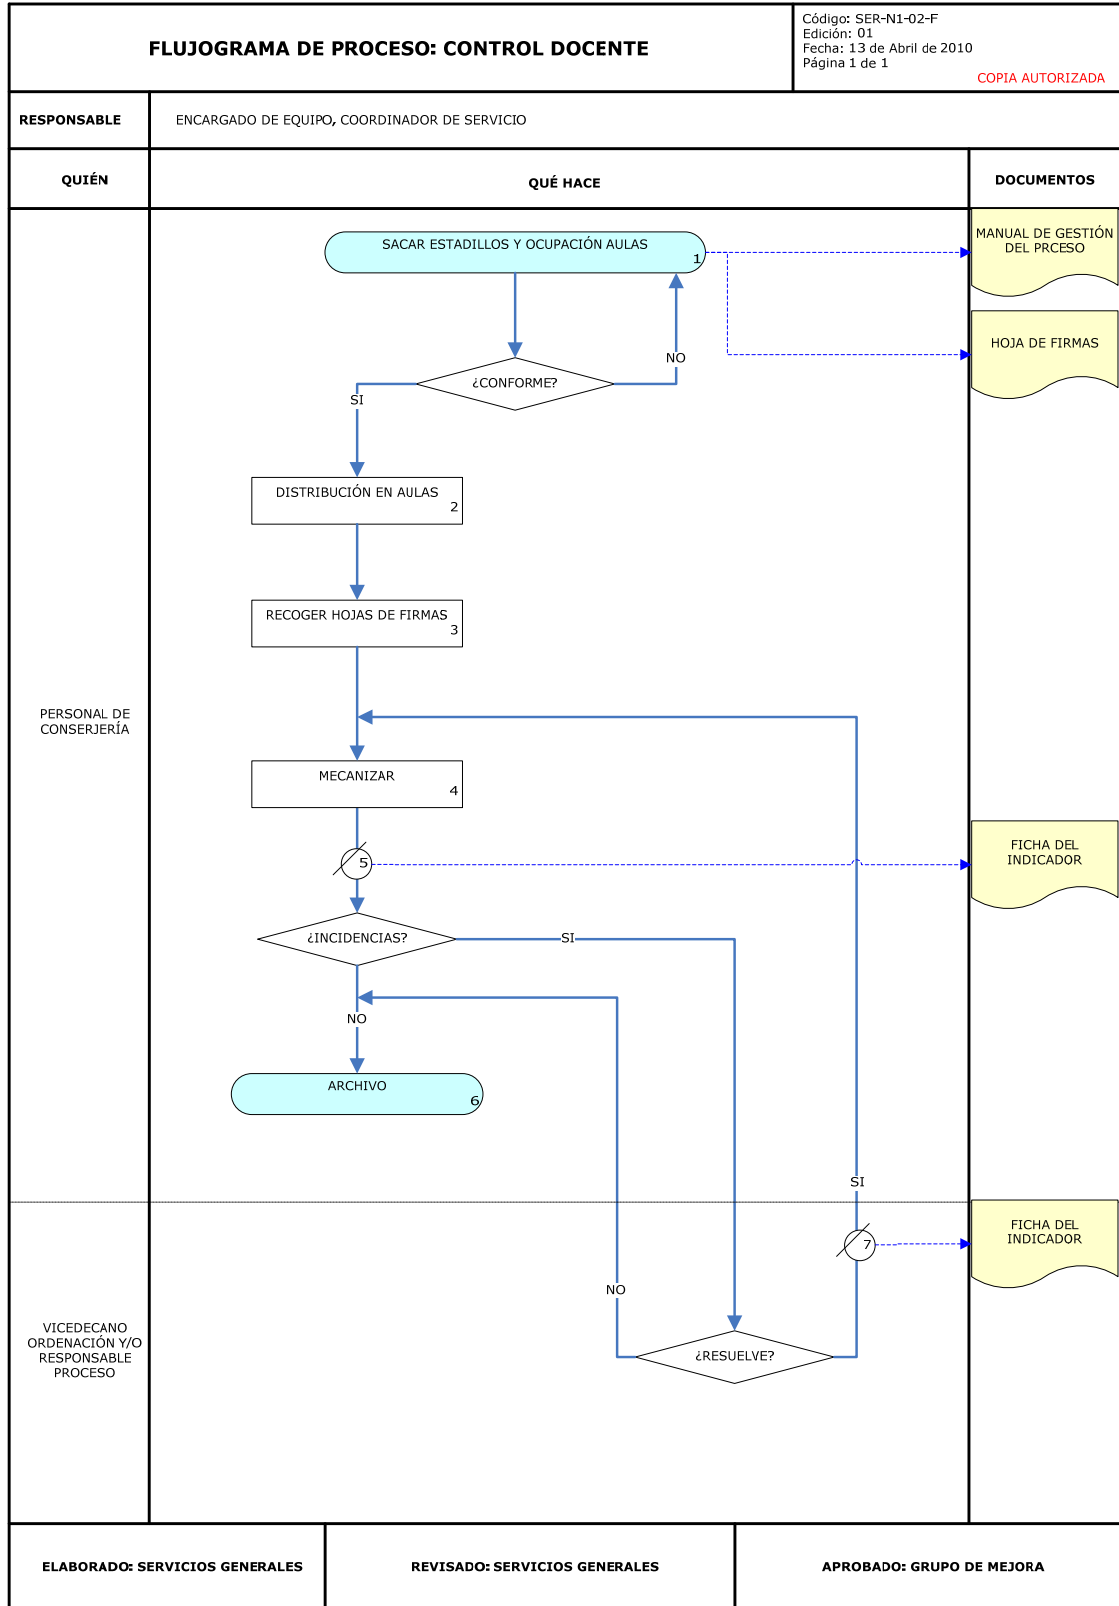 FLUJOGRAMA DE PROCESO: CONTROL DOCENTE
Código: SER-N1-02-F
Edición: 01
Fecha: 13 de Abril de 2010
Página 1 de 1
COPIA AUTORIZADA
RESPONSABLE
ENCARGADO DE EQUIPO, COORDINADOR DE SERVICIO
QUIÉN
QUÉ HACE
DOCUMENTOS
SACAR ESTADILLOS Y OCUPACIÓN AULAS
1
MANUAL DE GESTIÓN
DEL PRCESO
HOJA DE FIRMAS
NO
¿CONFORME?
SI
DISTRIBUCIÓN EN AULAS
2
RECOGER HOJAS DE FIRMAS
3
PERSONAL DE
CONSERJERÍA
MECANIZAR
4
5
FICHA DEL
INDICADOR
¿INCIDENCIAS?
SI
NO
ARCHIVO
6
SI
7
FICHA DEL
INDICADOR
NO
VICEDECANO
ORDENACIÓN Y/O
RESPONSABLE
PROCESO
¿RESUELVE?
ELABORADO: SERVICIOS GENERALES
REVISADO: SERVICIOS GENERALES
APROBADO: GRUPO DE MEJORA